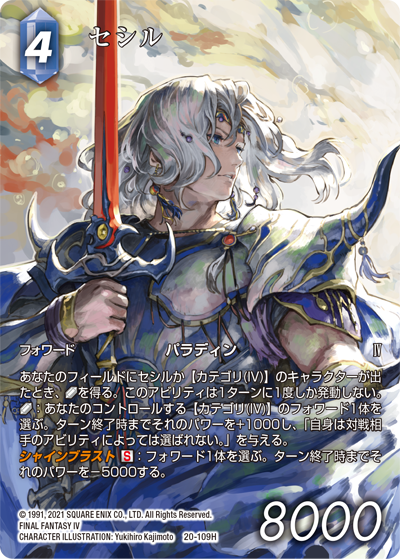 4
セシル
フォワード
パラディン
IV
あなたのフィールドにセシルか【カテゴリ(IV)】のキャラクターが出
たとき、を得る。このアビリティは1ターンに1度しか発動しない。
：あなたのコントロールする【カテゴリ(IV)】のフォワード1体を
選ぶ。ターン終了時までそれのパワーを+1000し、「自身は対戦相
手のアビリティによっては選ばれない。」を与える。
シャインブラスト S：フォワード1体を選ぶ。ターン終了時までそ
れのパワーを−5000する。
© 1991, 2021 SQUARE ENIX CO., LTD. All Rights Reserved.
FINAL FANTASY IV
CHARACTER ILLUSTRATION: Yukihiro Kajimoto 20-109H
8000